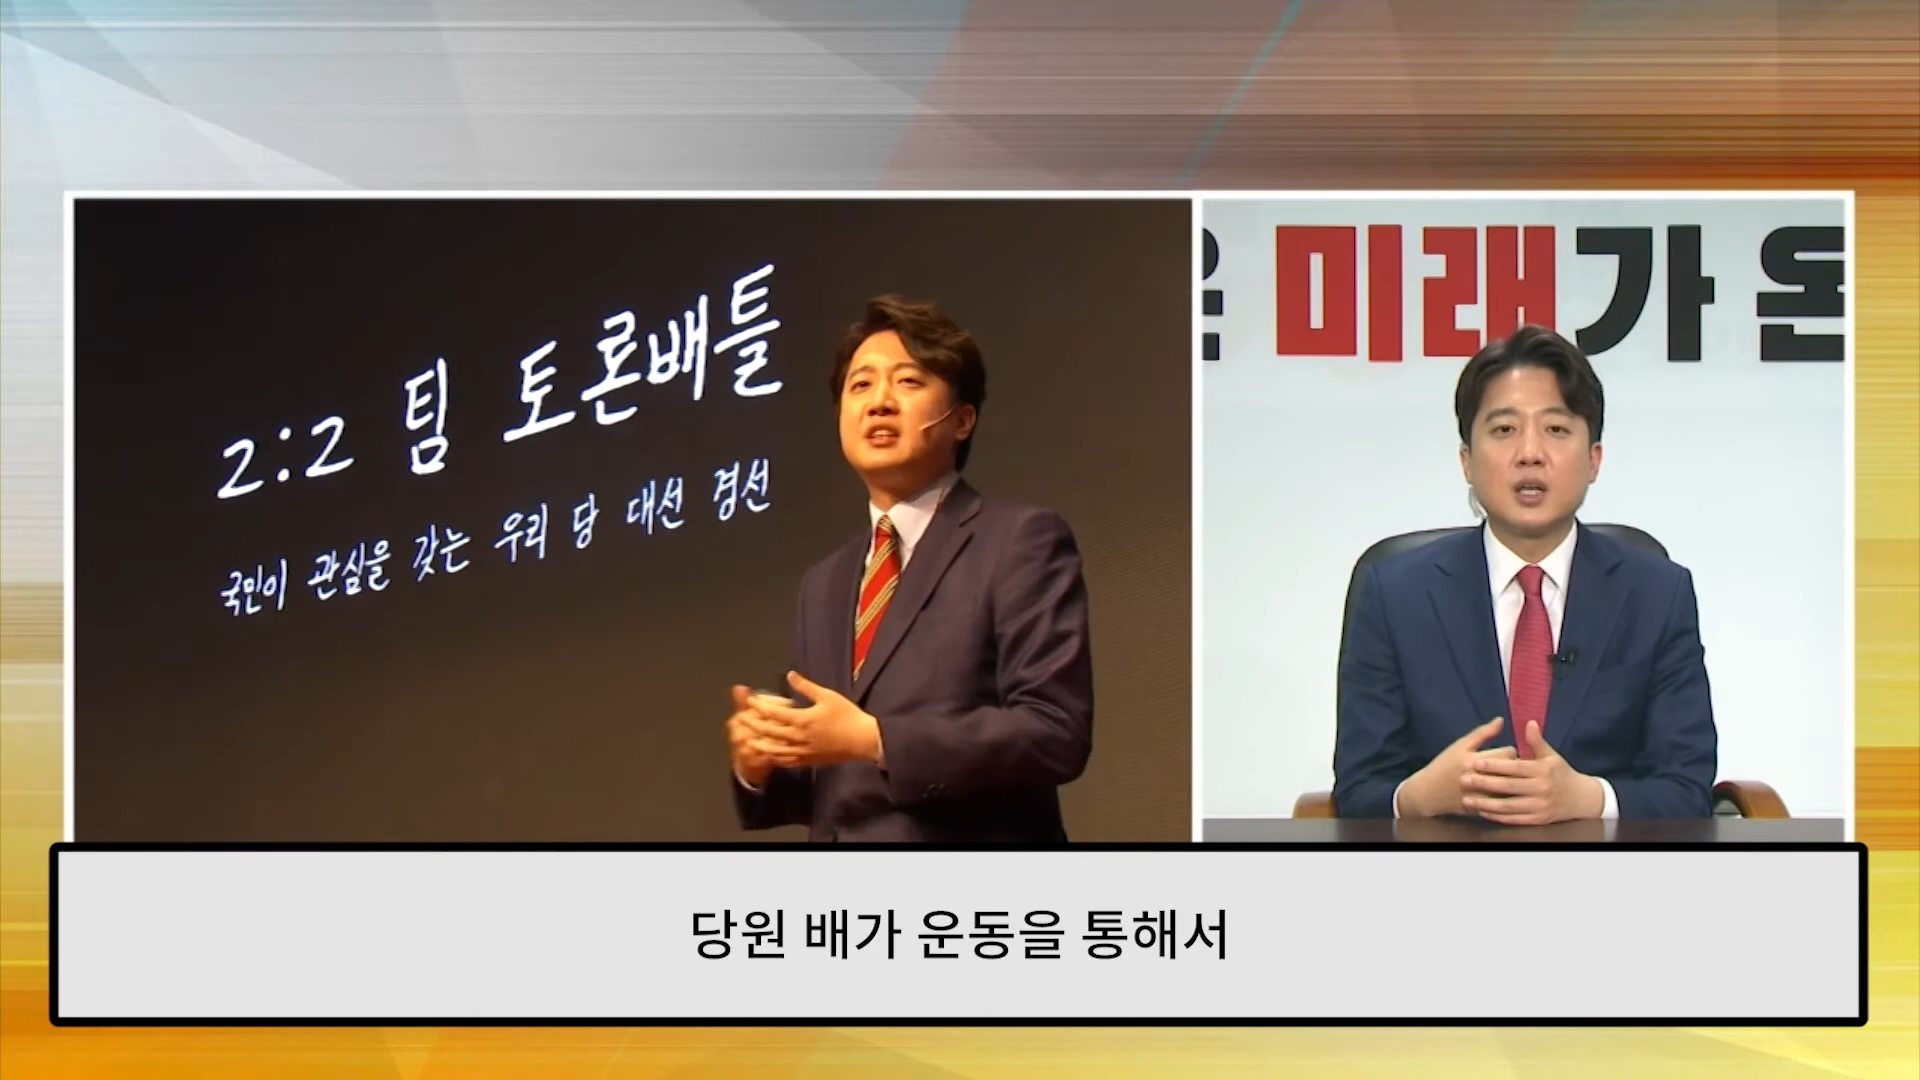 2:2 팀 토론배틀
국민이 관심을 갖는 우리 당 대선 경선
미래가 온
당원 배가 운동을 통해서